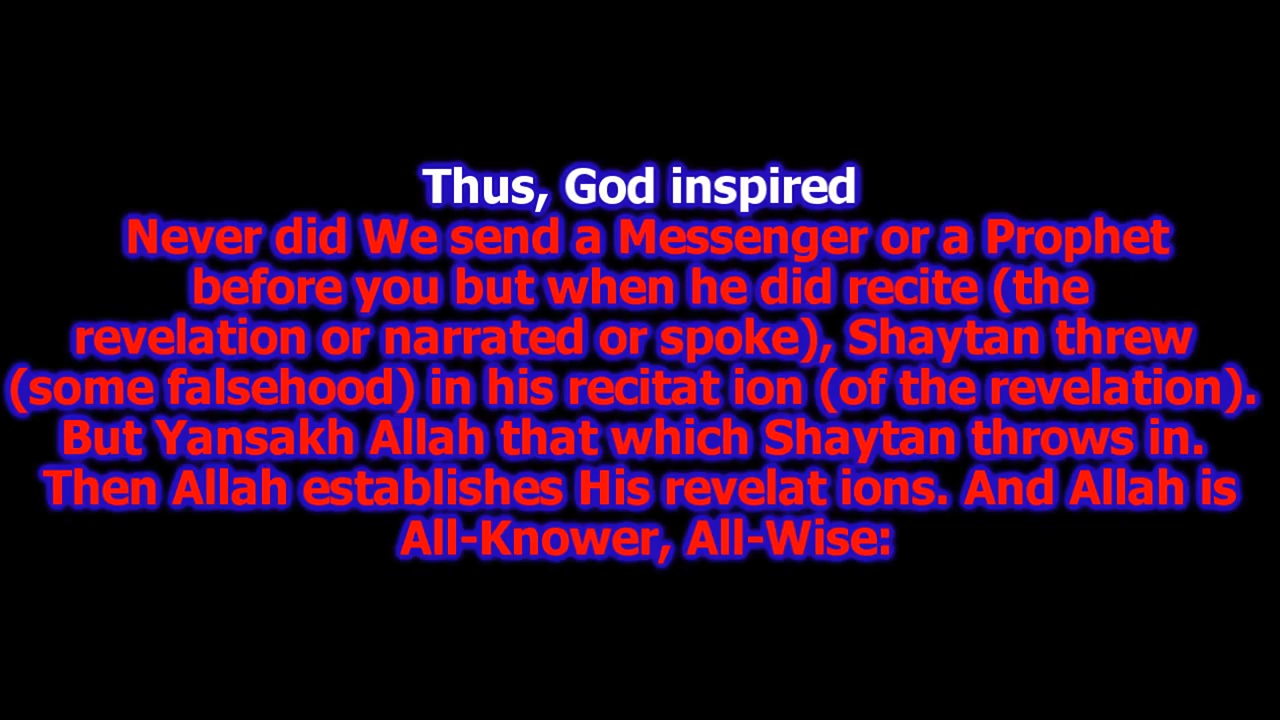 Thus, God inspired
Never did We send a Messenger or a Prophet
before you but when he did recite (the
revelation or narrated or spoke), Shaytan threw
(some falsehood) in his recitat ion (of the revelation).
But Yansakh Allah that which Shaytan throws in.
Then Allah establishes His revelat ions. And Allah is
All-Knower, All-Wise: